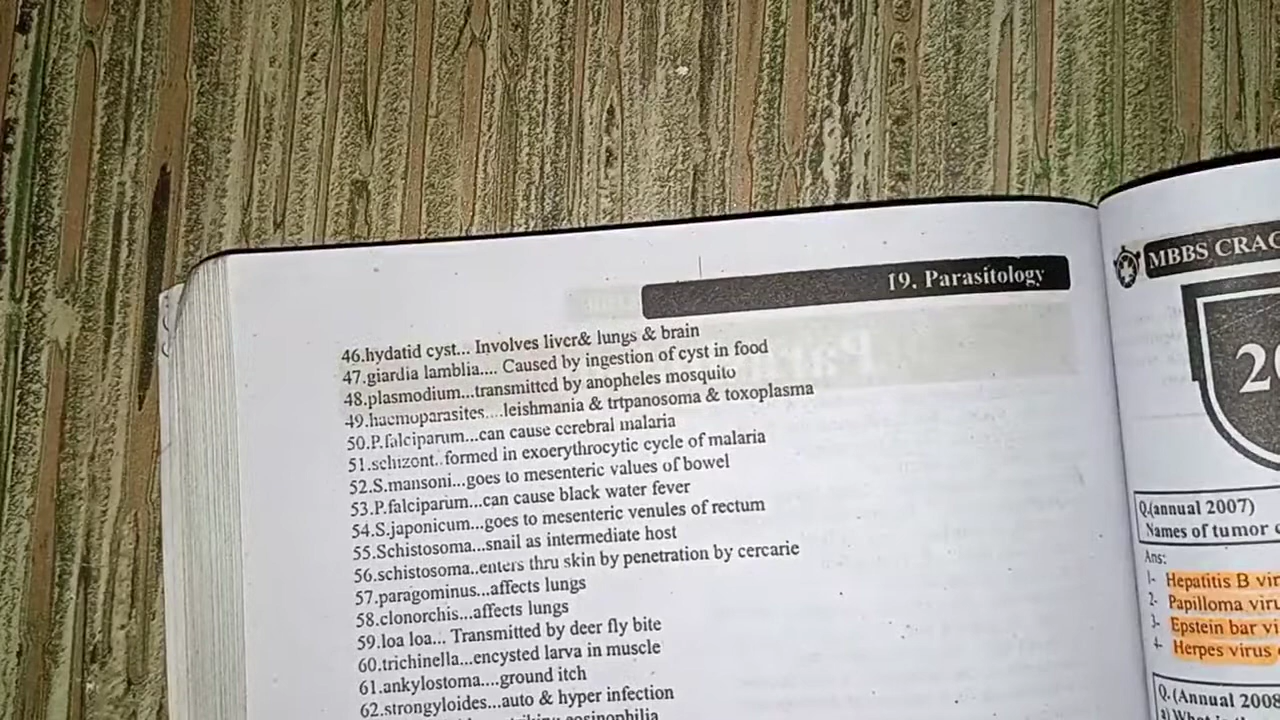 19. Parasitology
46.hydatid cyst... Involves liver& lungs & brain
47.giardia lamblia.... Caused by ingestion of cyst in food
48.plasmodium...transmitted by anopheles mosquito
49.haemoparasites....leishmania & trtpanosoma & toxoplasma
50.P.falciparum...can cause cerebral malaria
51.schizont..formed in exoerythrocytic cycle of malaria
52.S.mansoni...goes to mesenteric values of bowel
53.P.falciparum...can cause black water fever
54.S.japonicum...goes to mesenteric venules of rectum
55.Schistosoma...snail as intermediate host
56.schistosoma..enters thru skin by penetration by cercarie
57.paragominus...affects lungs
58.clonorchis...affects lungs
59.loa loa... Transmitted by deer fly bite
60.trichinella...encysted larva in muscle
61.ankylostoma....ground itch
62.strongyloides...auto & hyper infection
eosinophilia
MBBS CRAC
20
Q.(annual 2007)
Names of tumor
Ans:
1- Hepatitis B vir
2- Papilloma viru
3- Epstein bar vi
4- Herpes virus
Q. (Annual 2008
a)